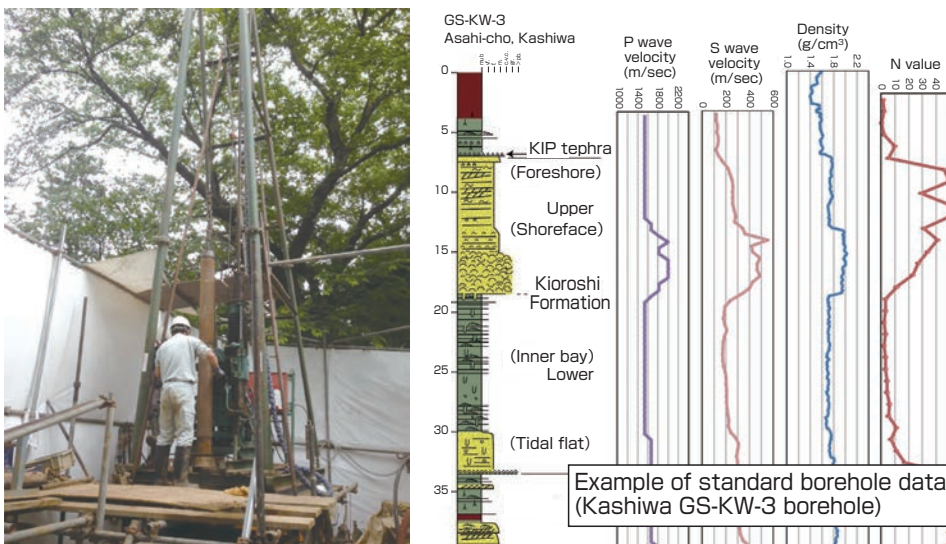 GS-KW-3
Asahi-cho, Kashiwa
P wave
velocity
(m/sec)
1000
1400
1800
2200
S wave
velocity
(m/sec)
0
200
400
600
Density
(g/cm³)
1.0
1.4
1.8
2.2
N value
0
10
20
30
40
0
5
10
15
20
25
30
35
KIP tephra
(Foreshore)
Upper
(Shoreface)
Kioroshi
Formation
(Inner bay)
Lower
(Tidal flat)
Example of standard borehole data
(Kashiwa GS-KW-3 borehole)